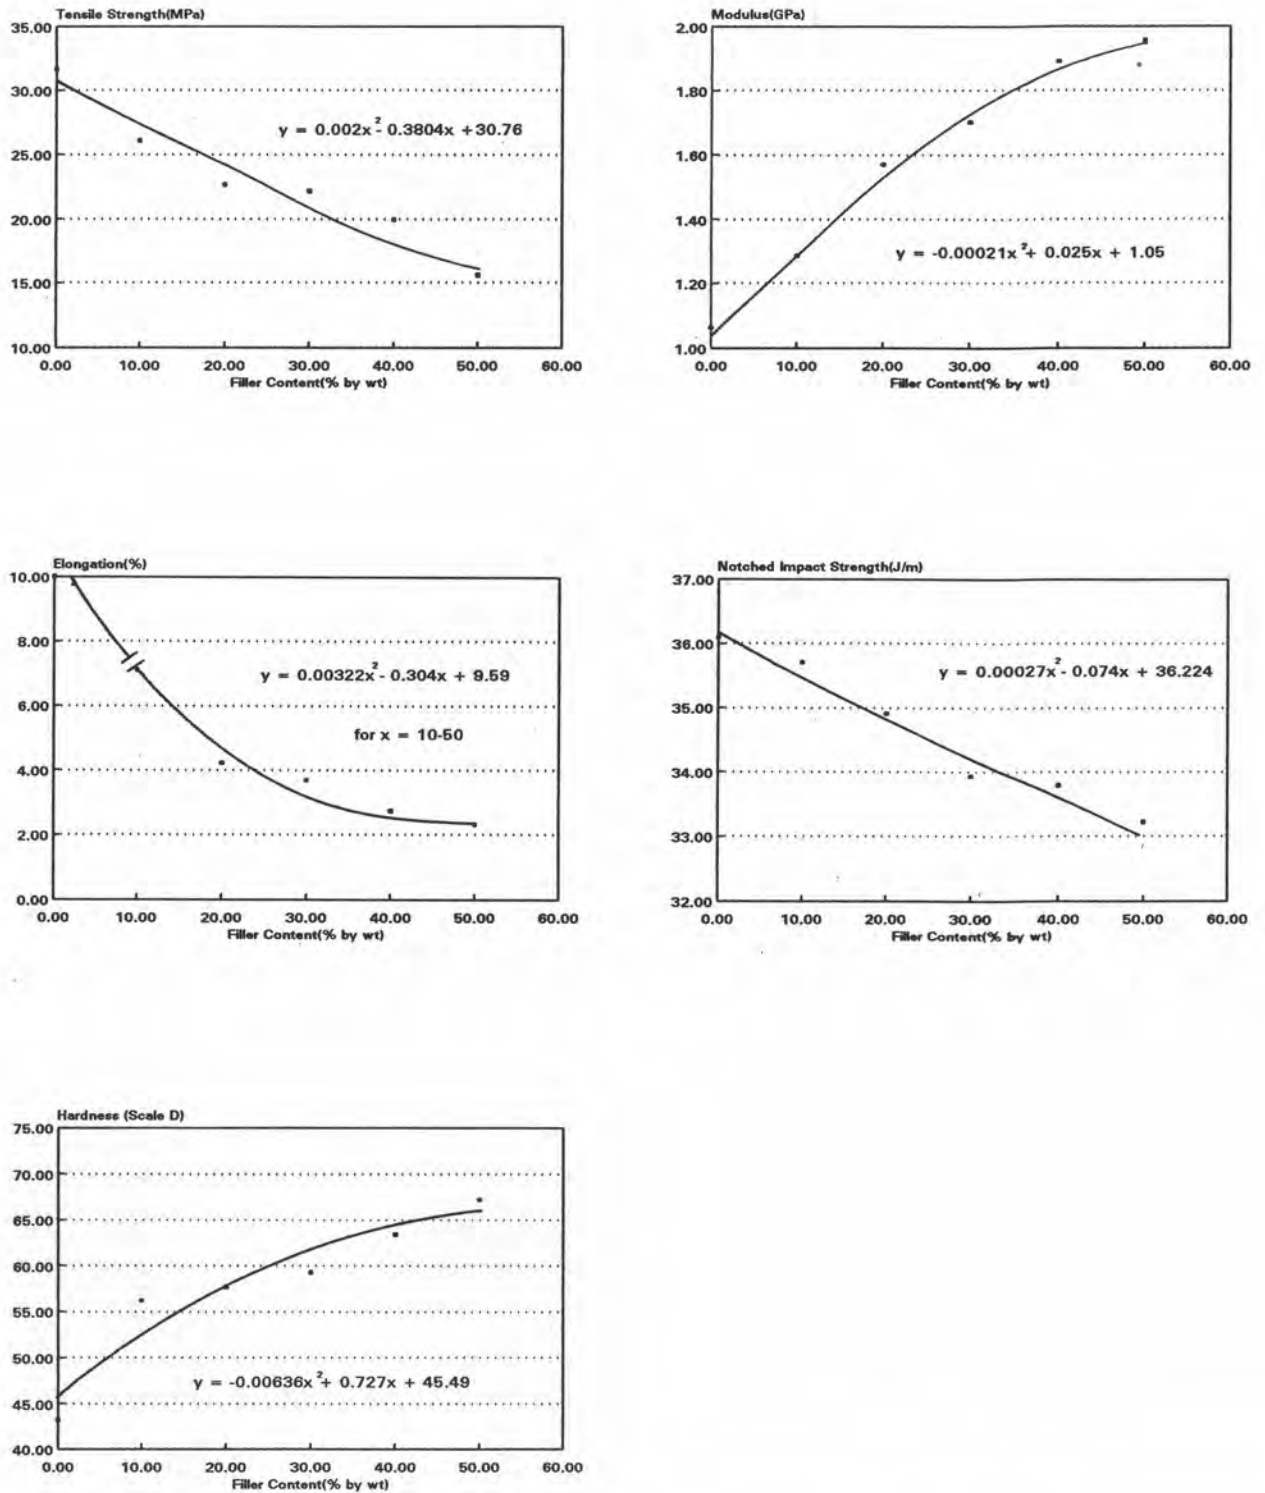 Tensile Strength(MPa)
35.00
30.00
25.00
20.00
15.00
10.00
y = 0.002x² - 0.3804x +30.76
0.00 10.00 20.00 30.00 40.00 50.00 60.00
Filler Content(% by wt)
Modulus(GPa)
2.00
1.80
1.60
1.40
1.20
1.00
y = -0.00021x² + 0.025x + 1.05
0.00 10.00 20.00 30.00 40.00 50.00 60.00
Filler Content(% by wt)
Elongation(%)
10.00
8.00
6.00
4.00
2.00
0.00
y = 0.00322x² - 0.304x + 9.59
for x = 10-50
0.00 10.00 20.00 30.00 40.00 50.00 60.00
Filler Content(% by wt)
Notched Impact Strength(J/m)
37.00
36.00
35.00
34.00
33.00
32.00
y = 0.00027x² - 0.074x + 36.224
0.00 10.00 20.00 30.00 40.00 50.00 60.00
Filler Content(% by wt)
Hardness (Scale D)
75.00
70.00
65.00
60.00
55.00
50.00
45.00
40.00
y = -0.00636x² + 0.727x + 45.49
0.00 10.00 20.00 30.00 40.00 50.00 60.00
Filler Content(% by wt)